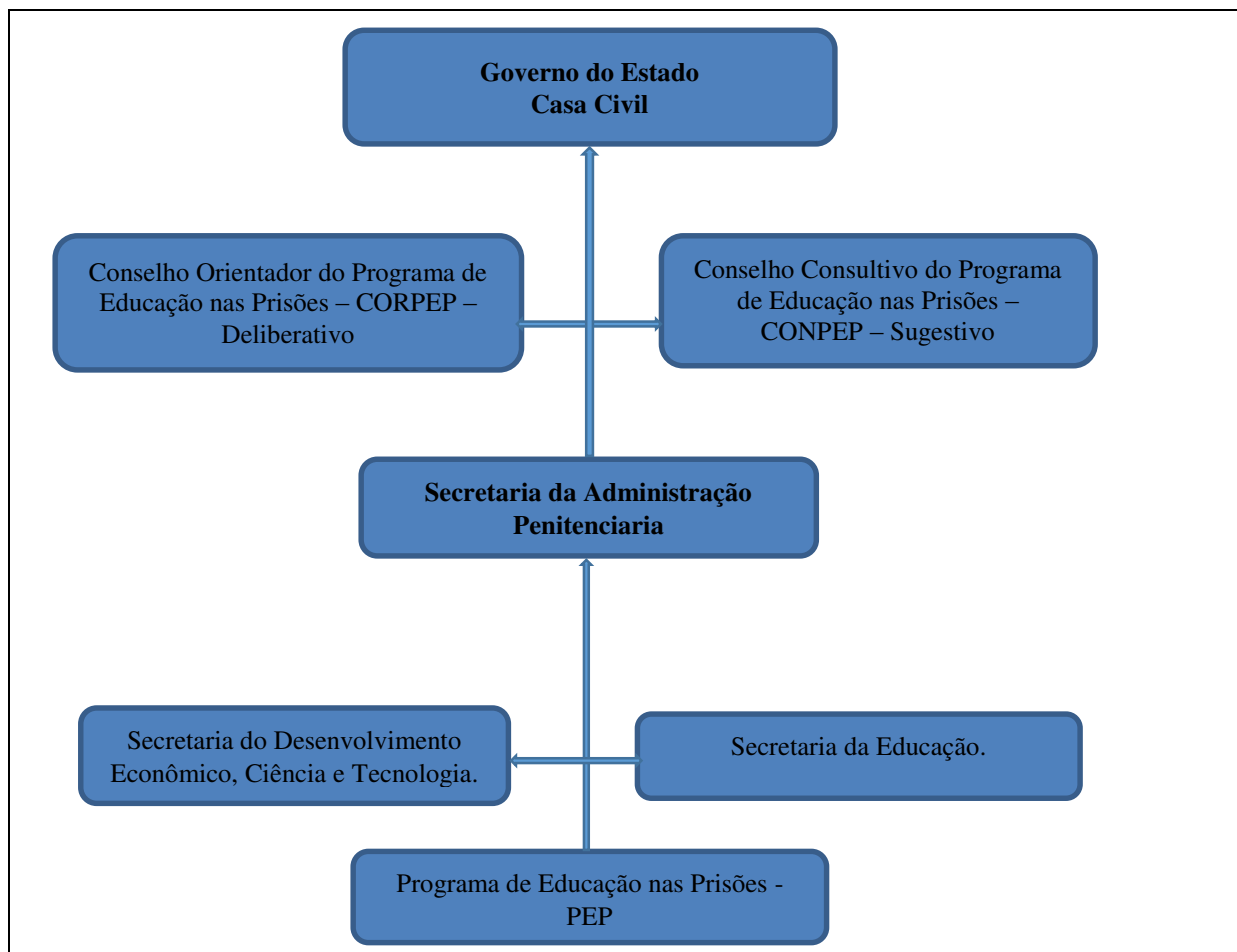 Governo do Estado
Casa Civil
Conselho Orientador do Programa de
Educação nas Prisões – CORPEP –
Deliberativo
Conselho Consultivo do Programa
de Educação nas Prisões –
CONPEP – Sugestivo
Secretaria da Administração
Penitenciaria
Secretaria do Desenvolvimento
Econômico, Ciência e Tecnologia.
Secretaria da Educação.
Programa de Educação nas Prisões -
PEP